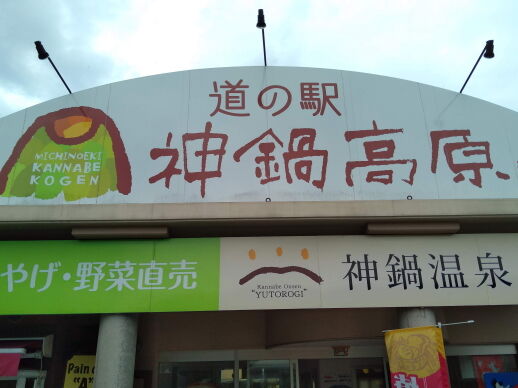 道の駅
神鍋高原
MICHINOEKI
KANNABE
KOGEN
やげ・野菜直売
Kannabe Onsen
"YUTOROGI"
神鍋温泉
Pain